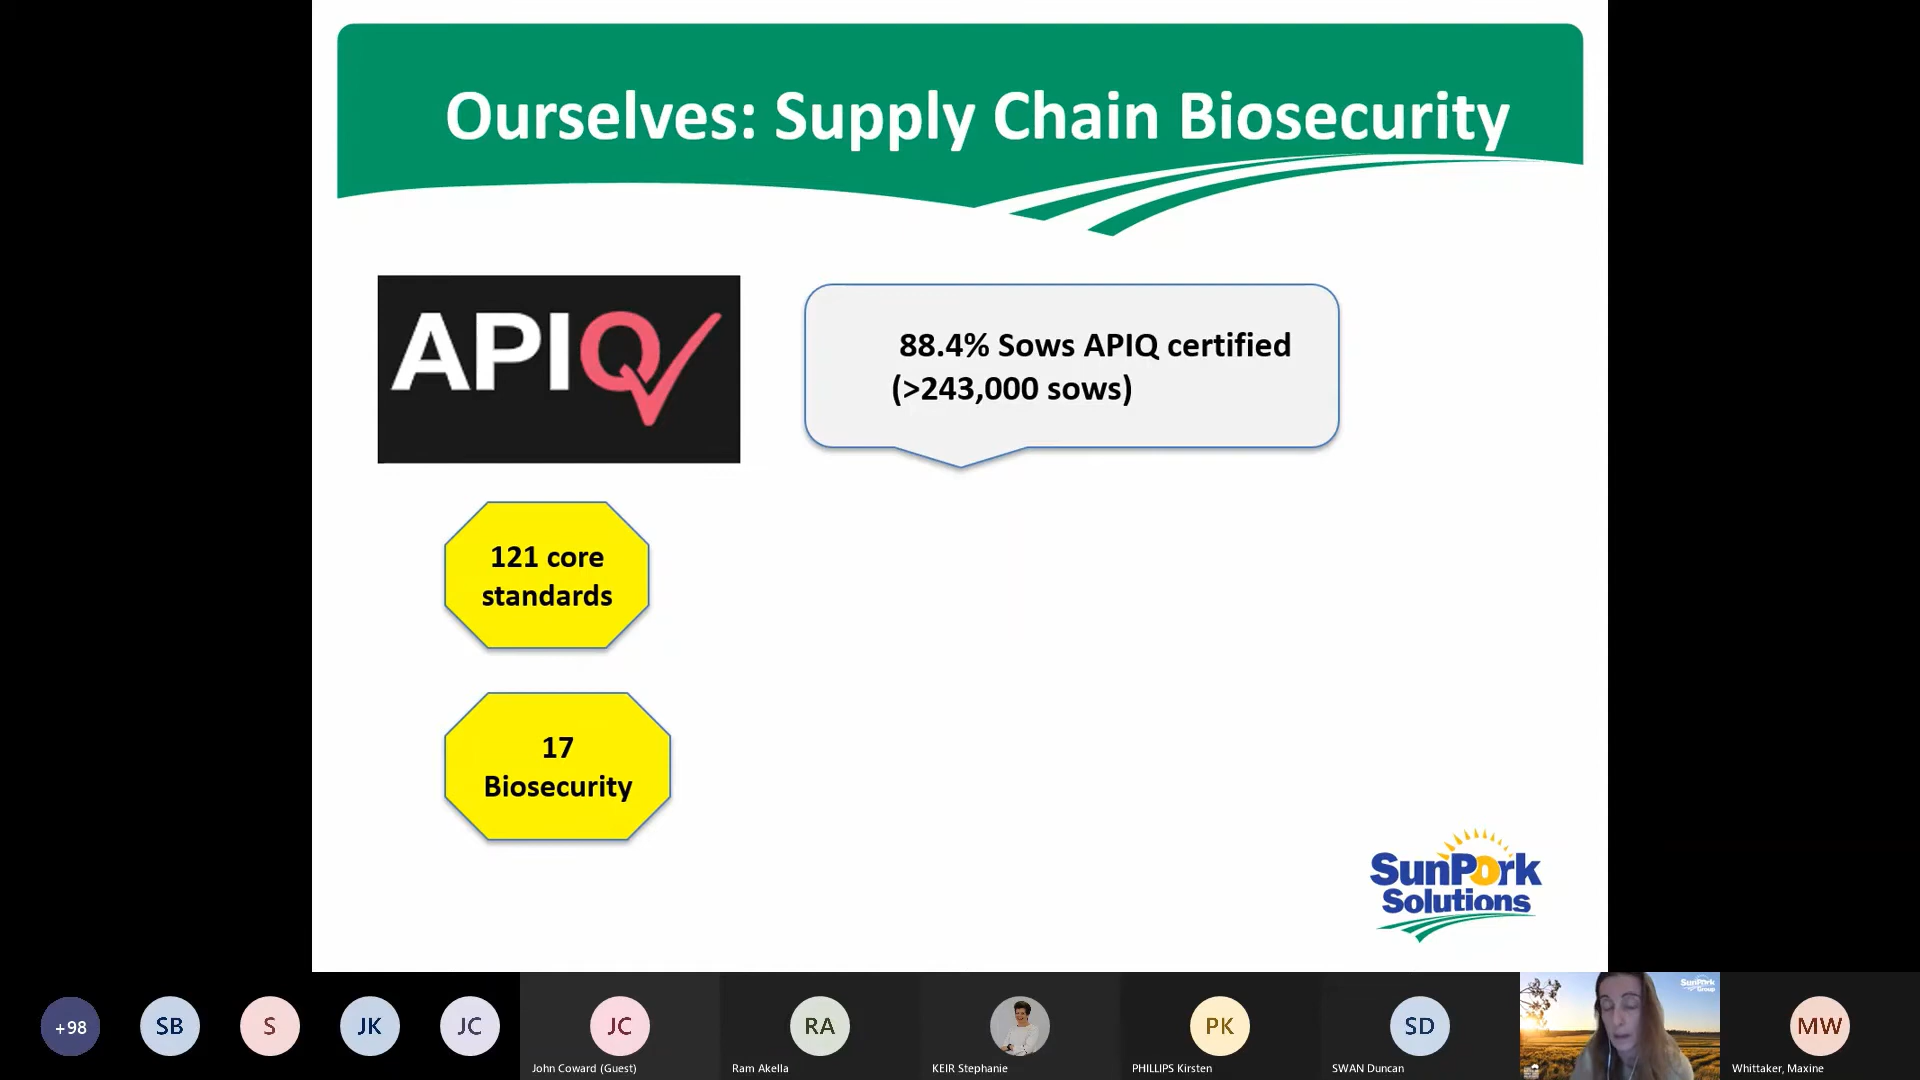 Ourselves: Supply Chain Biosecurity
APIQ
88.4% Sows APIQ certified
(>243,000 sows)
121 core
standards
17
Biosecurity
SunPork
Solutions
+98
SB
S
JK
JC
JC
John Coward (Guest)
RA
Ram Akella
KEIR Stephanie
PK
PHILLIPS Kirsten
SD
SWAN Duncan
SunPork
Group
MW
Whittaker, Maxine